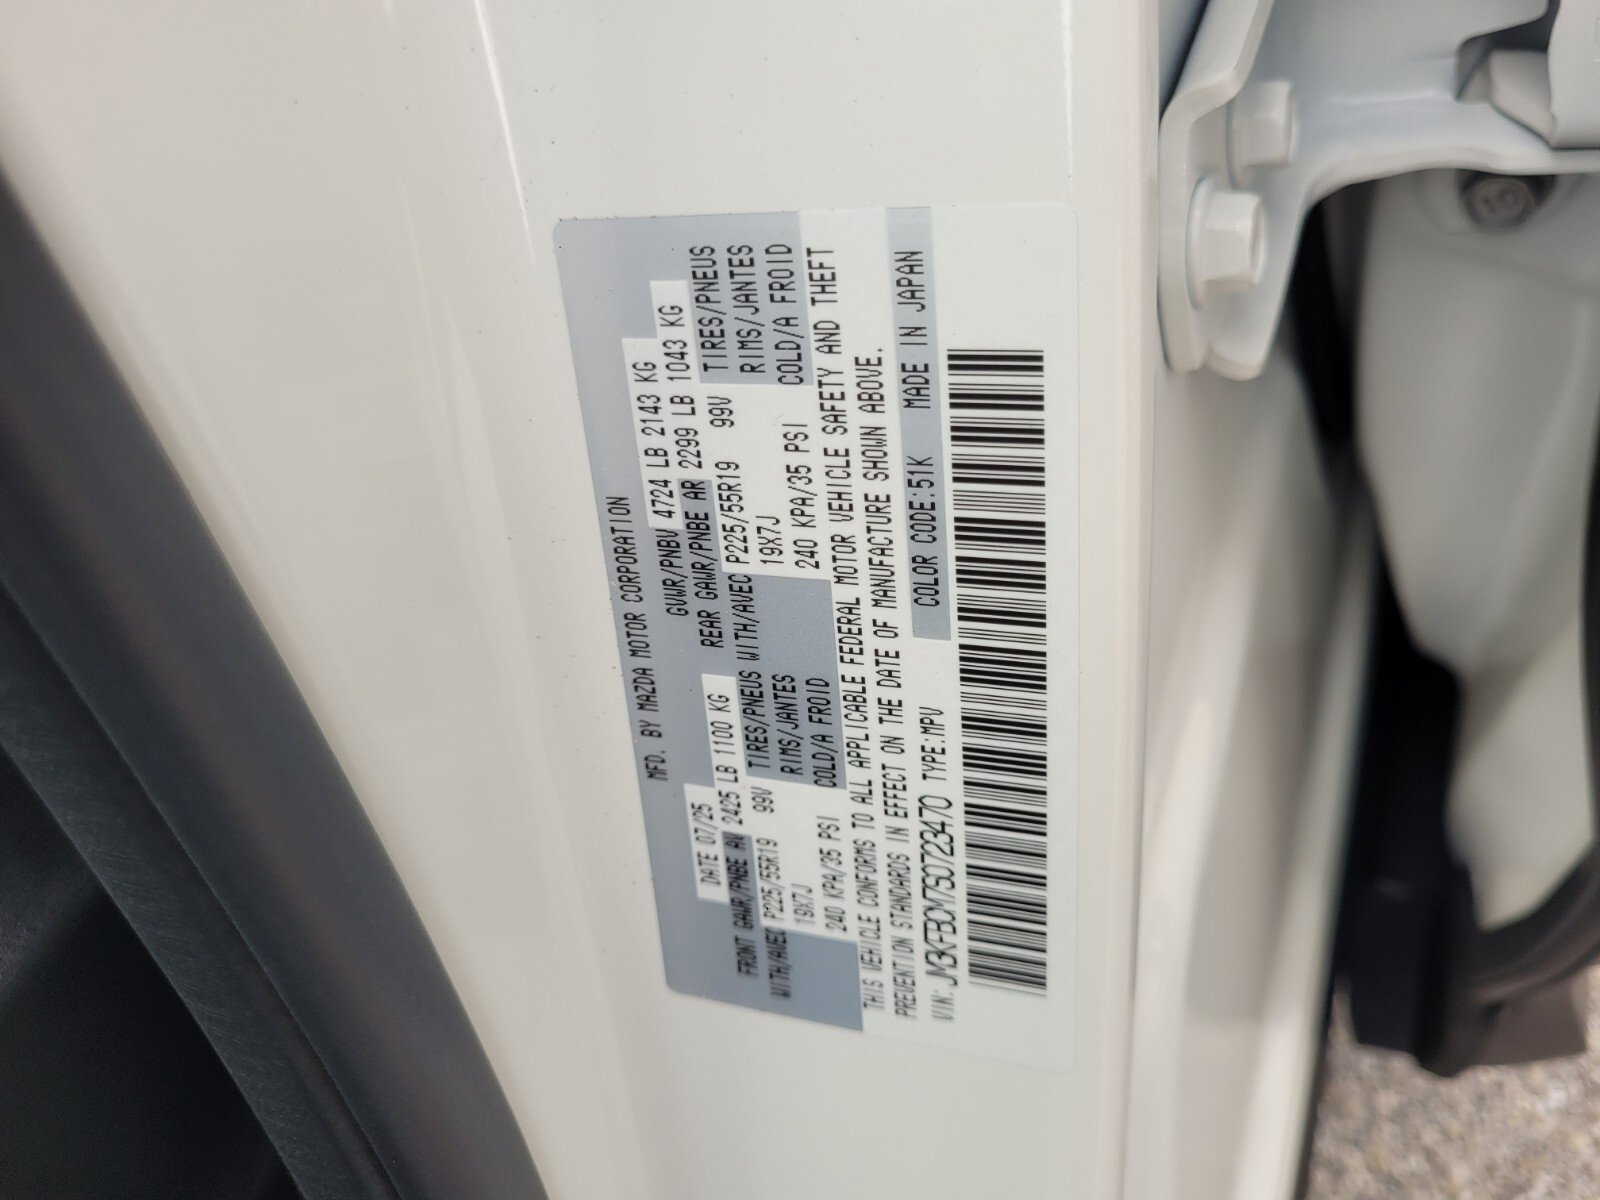 MFD. BY MAZDA MOTOR CORPORATION
DATE 07/25 GVWR/PNBV 4724 LB 2143 KG
FRONT GAWR/PNBE AV 2425 LB 1100 KG REAR GAWR/PNBE AR 2299 LB 1043 KG
WITH/AVEC P225/55R19 99V TIRES/PNEUS WITH/AVEC P225/55R19 99V TIRES/PNEUS
19X7J RIMS/JANTES 19X7J RIMS/JANTES
240 KPA/35 PSI COLD/A FROID 240 KPA/35 PSI COLD/A FROID
THIS VEHICLE CONFORMS TO ALL APPLICABLE FEDERAL MOTOR VEHICLE SAFETY AND THEFT
PREVENTION STANDARDS IN EFFECT ON THE DATE OF MANUFACTURE SHOWN ABOVE.
VIN: JM3KFBCM7S0723470 TYPE:MPV COLOR CODE:51K MADE IN JAPAN